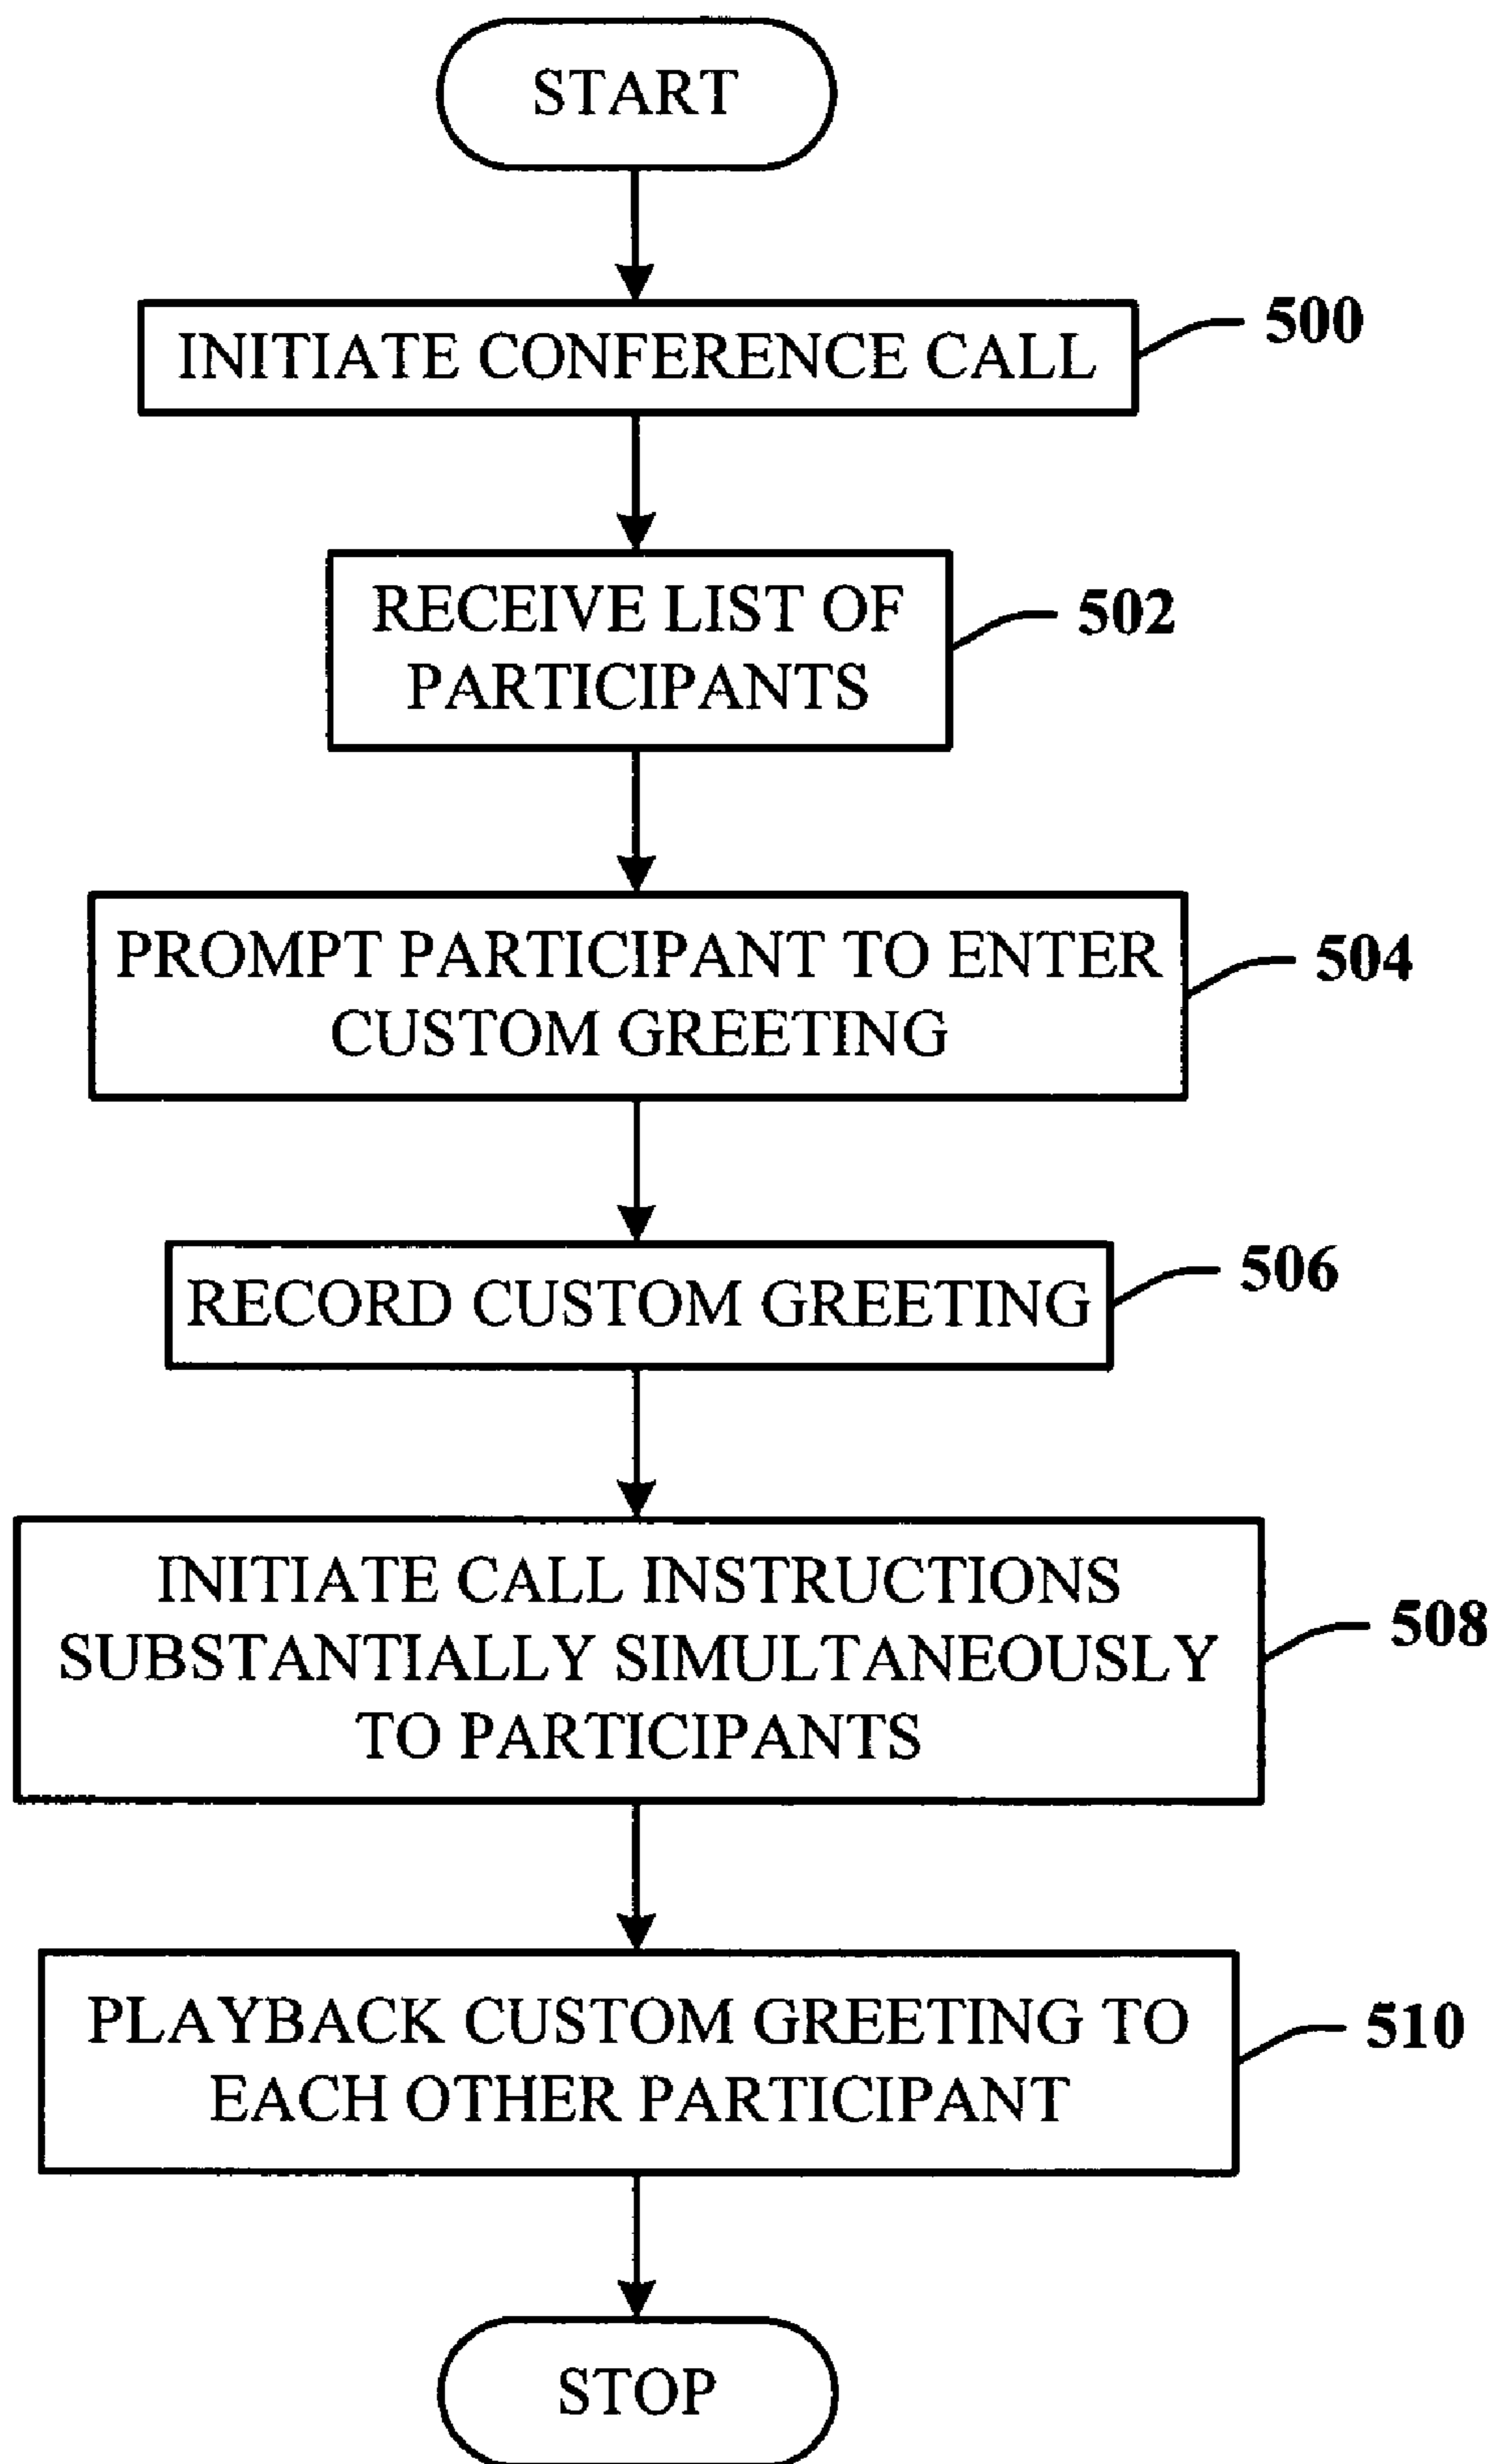 START
INITIATE CONFERENCE CALL
500
RECEIVE LIST OF
PARTICIPANTS
502
PROMPT PARTICIPANT TO ENTER
CUSTOM GREETING
504
RECORD CUSTOM GREETING
506
INITIATE CALL INSTRUCTIONS
SUBSTANTIALLY SIMULTANEOUSLY
TO PARTICIPANTS
508
PLAYBACK CUSTOM GREETING TO
EACH OTHER PARTICIPANT
510
STOP